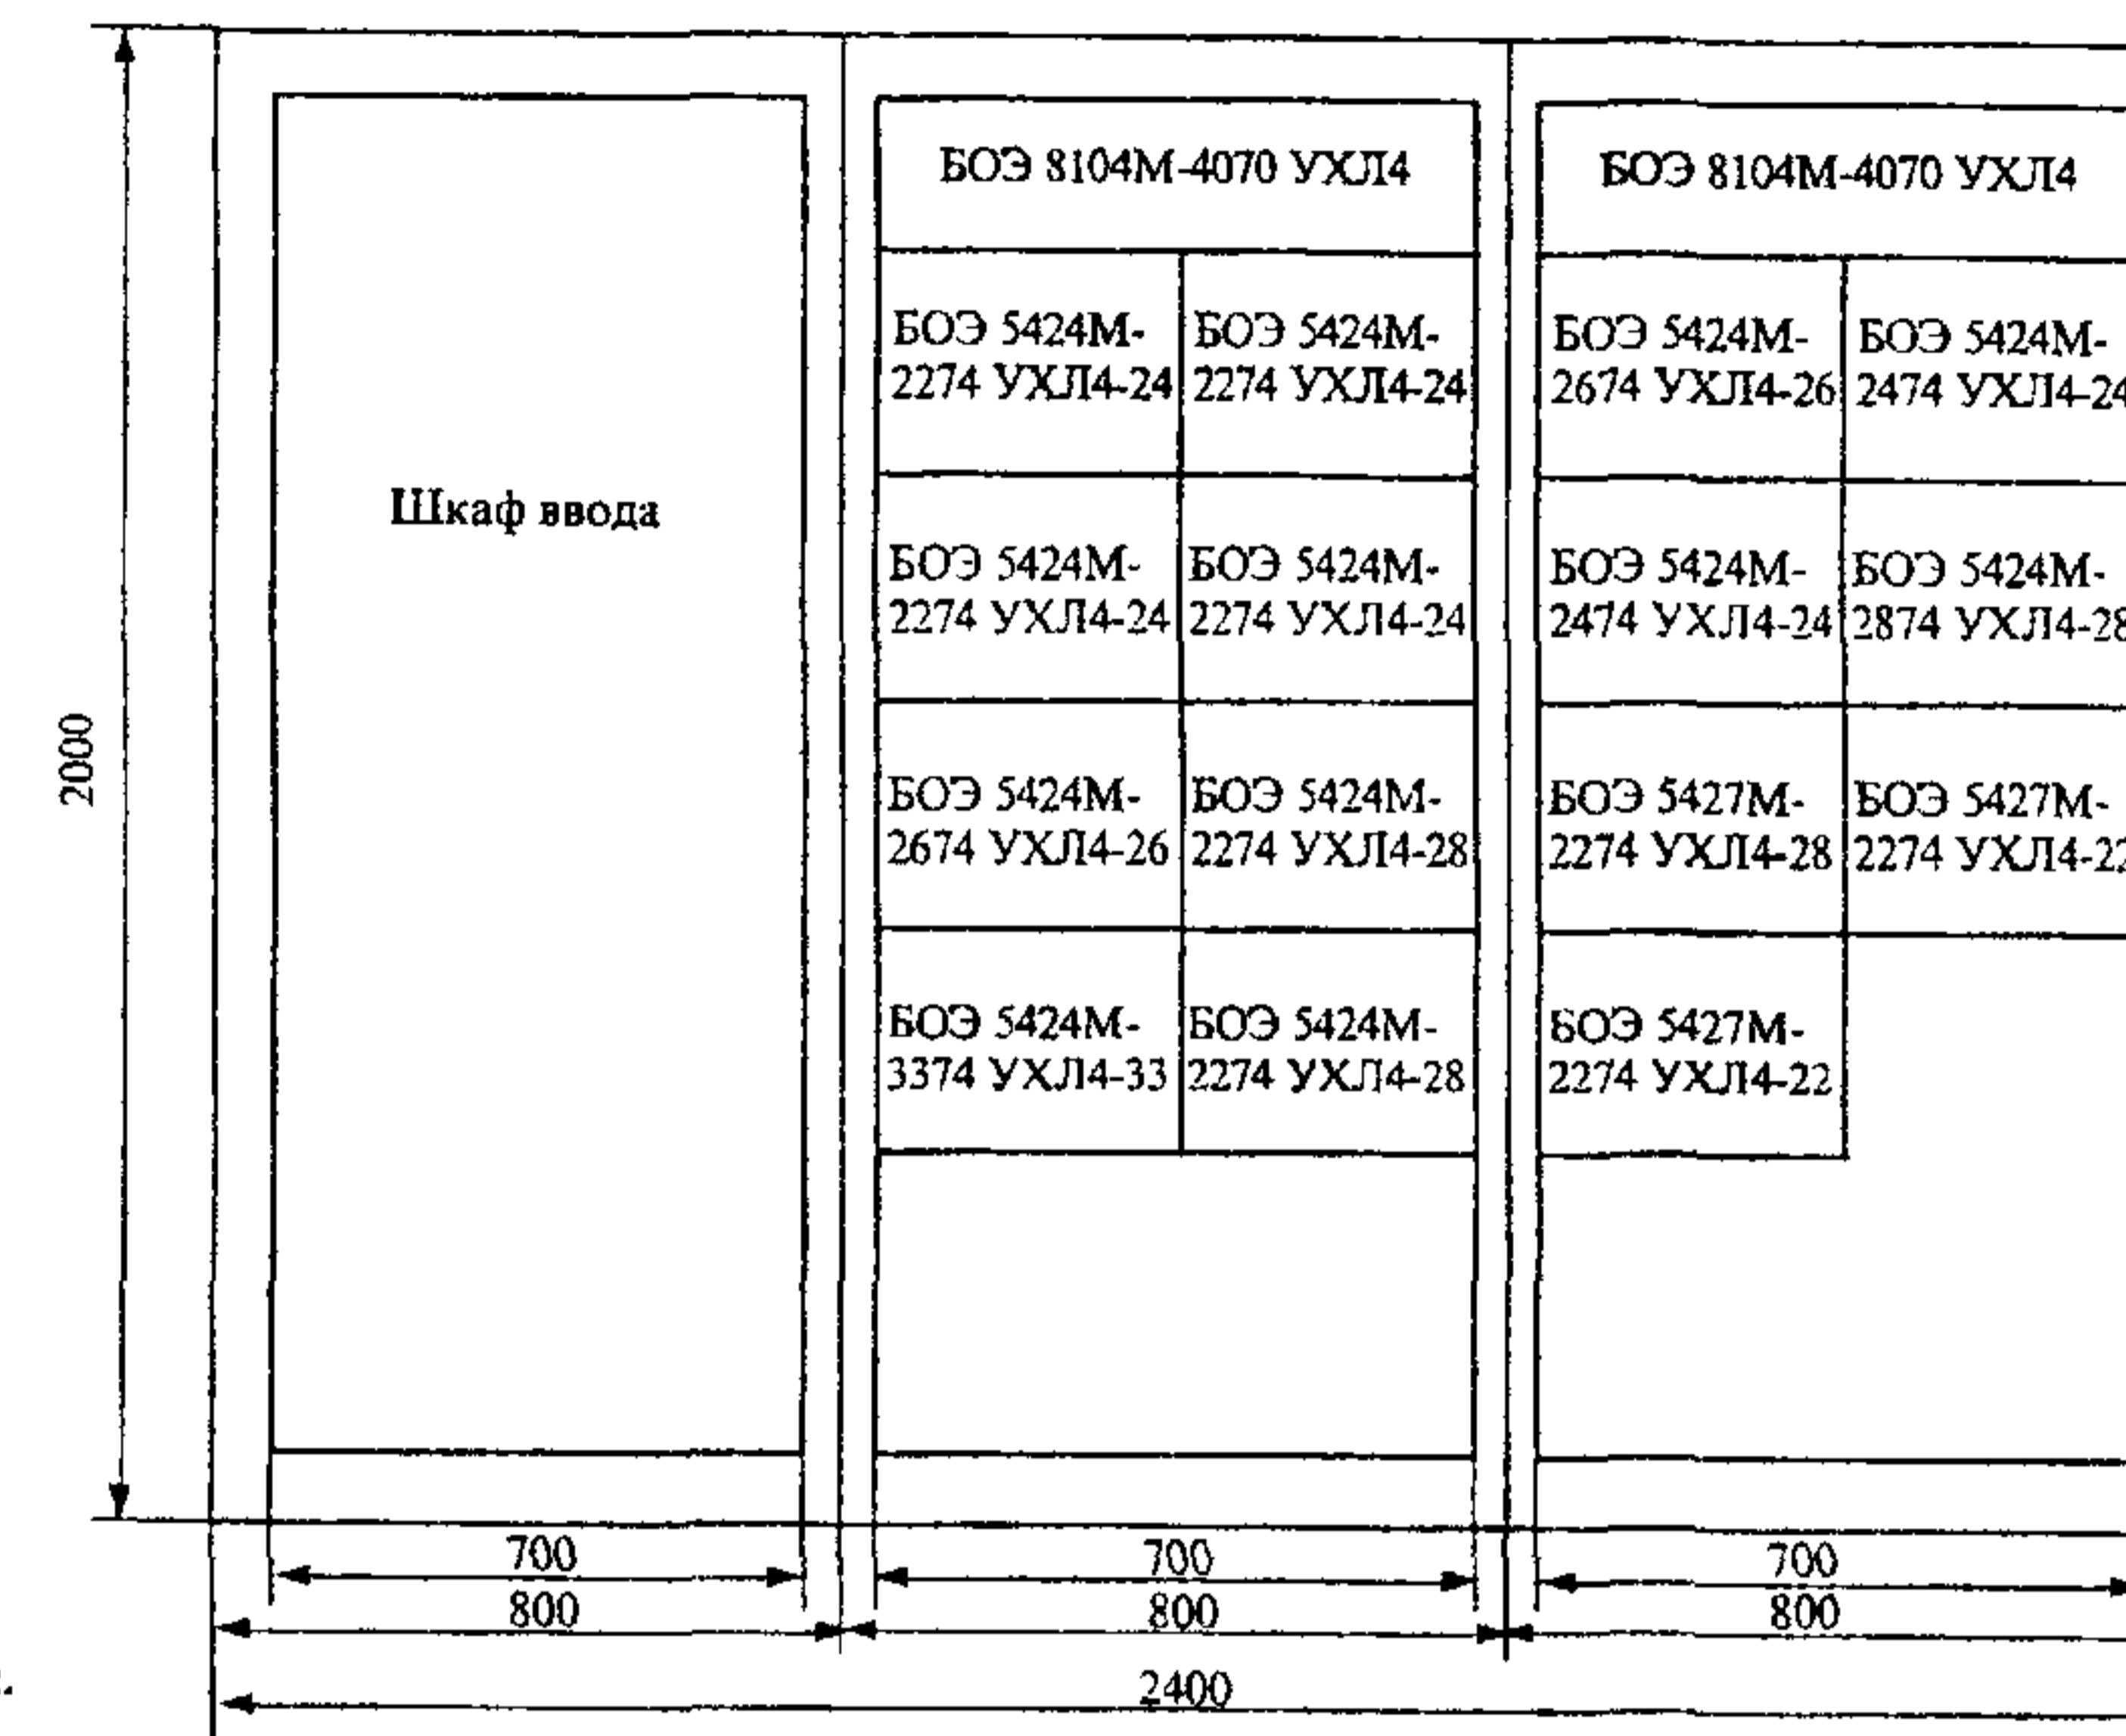 БОЭ 8104М-4070 УХЛ4
БОЭ 8104М-4070 УХЛ4
БОЭ 5424М-
2274 УХЛ4-24
БОЭ 5424М-
2274 УХЛ4-24
БОЭ 5424М-
2674 УХЛ4-26
БОЭ 5424М-
2474 УХЛ4-24
Шкаф ввода
БОЭ 5424М-
2274 УХЛ4-24
БОЭ 5424М-
2274 УХЛ4-24
БОЭ 5424М-
2474 УХЛ4-24
БОЭ 5424М-
2874 УХЛ4-28
2000
БОЭ 5424М-
2674 УХЛ4-26
БОЭ 5424М-
2274 УХЛ4-28
БОЭ 5427М-
2274 УХЛ4-28
БОЭ 5427М-
2274 УХЛ4-22
БОЭ 5424М-
3374 УХЛ4-33
БОЭ 5424М-
2274 УХЛ4-28
БОЭ 5427М-
2274 УХЛ4-22
700
700
700
800
800
800
2400